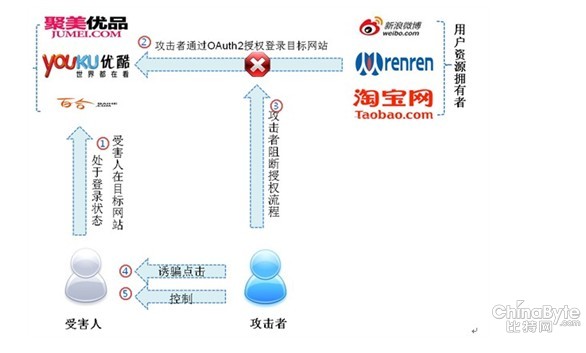 聚美优品
JUMEI.COM
YOUKU优酷
世界都在看
百合
② 攻击者通过OAuth2授权登录目标网站
新浪微博
weibo.com
renren
淘宝网
Taobao.com
用户资源拥有者
① 受害人在目标网站
处于登录状态
③ 攻击者阻断授权流程
④ 诱骗点击
⑤ 控制
受害人
攻击者
ChinaByte
比特网